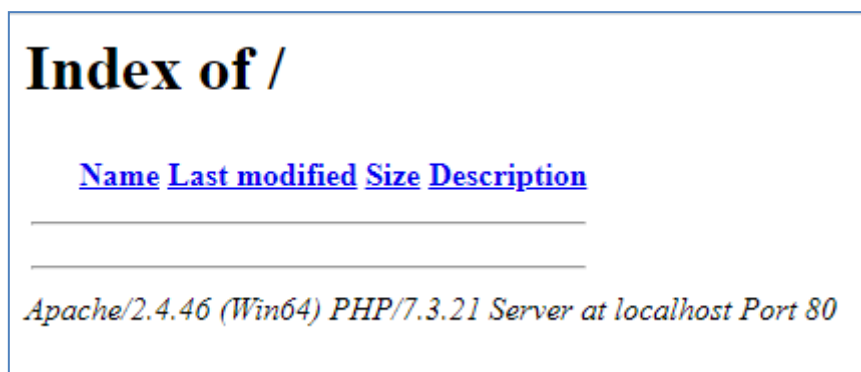 Index of /
Name Last modified Size Description
Apache/2.4.46 (Win64) PHP/7.3.21 Server at localhost Port 80